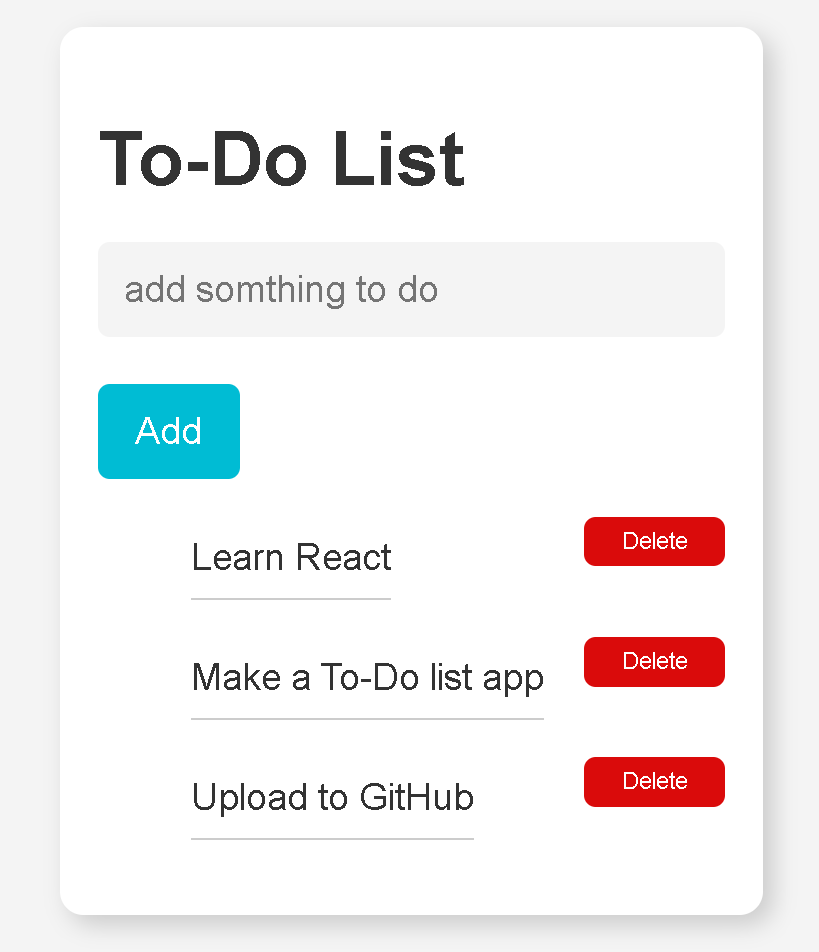 To-Do List
add somthing to do
Add
Learn React
Delete
Make a To-Do list app
Delete
Upload to GitHub
Delete